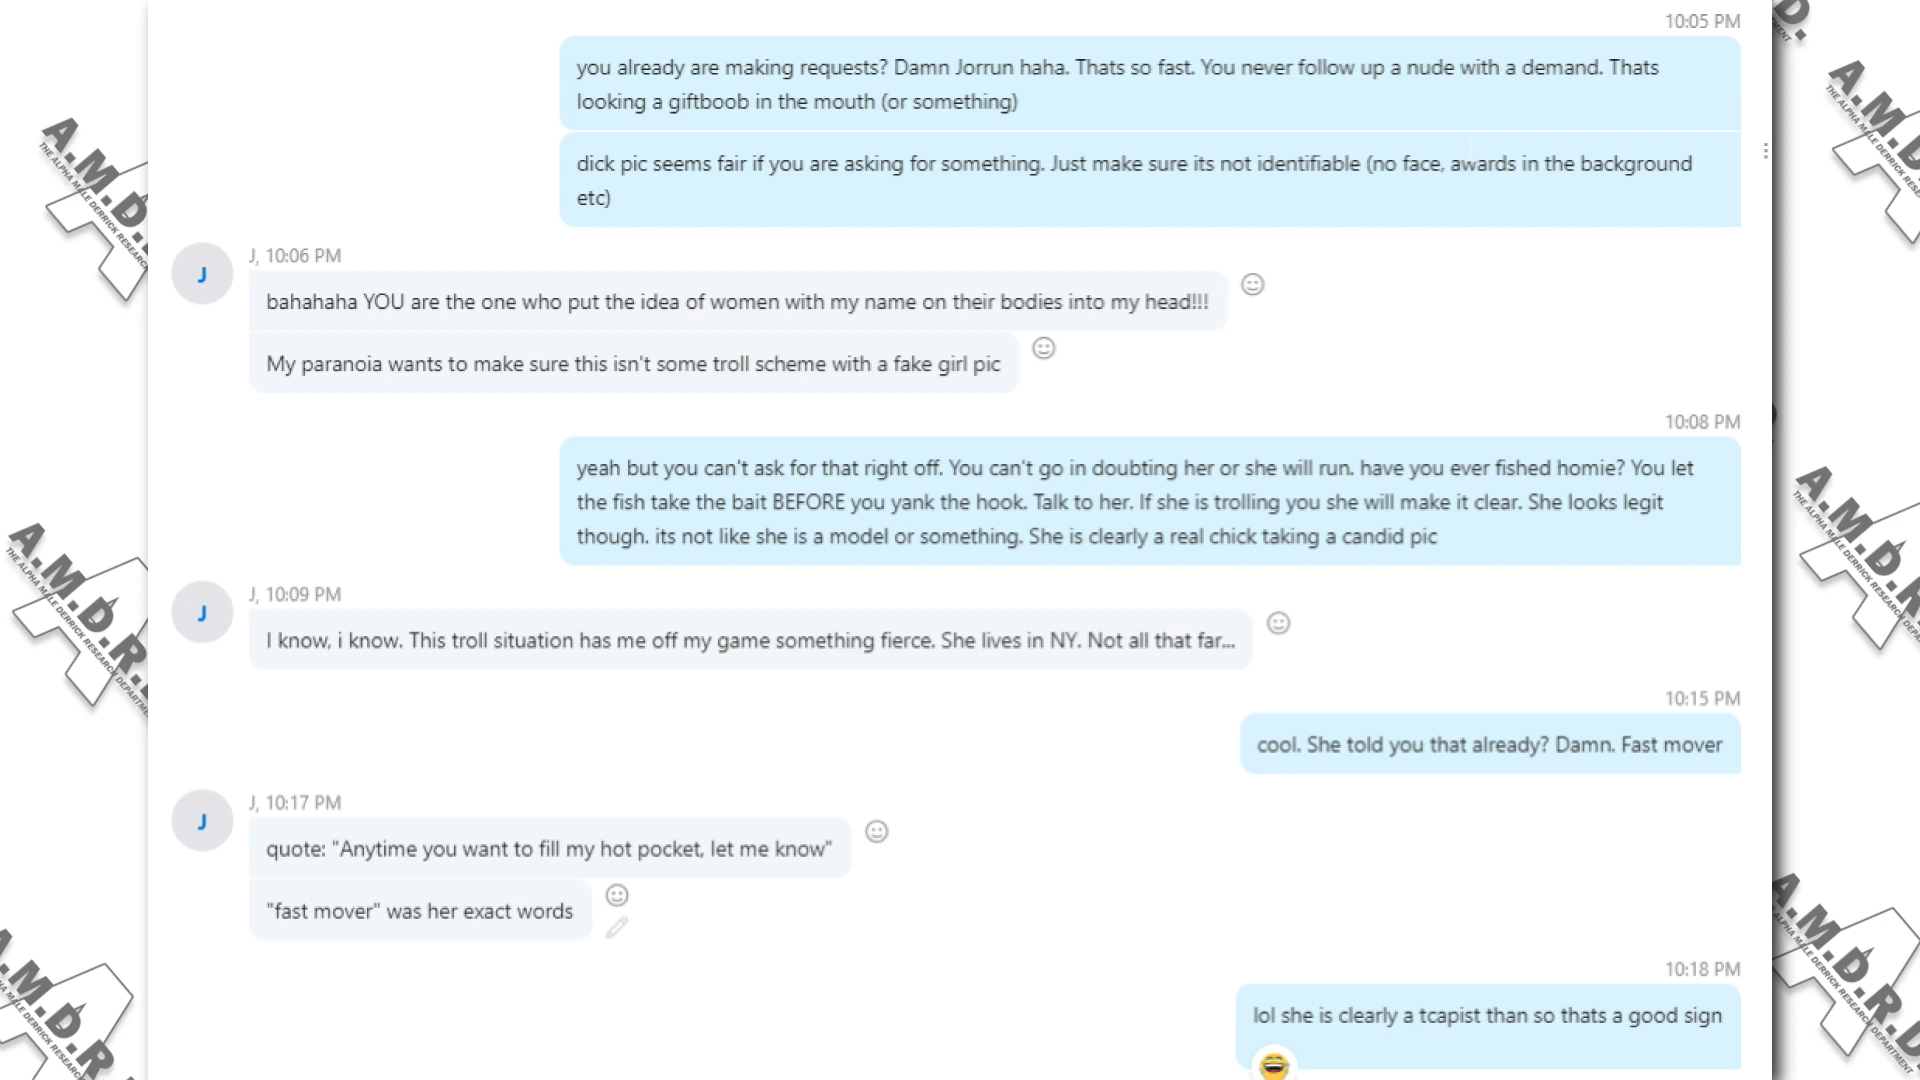 10:05 PM
you already are making requests? Damn Jorrun haha. Thats so fast. You never follow up a nude with a demand. Thats
looking a giftboob in the mouth (or something)
dick pic seems fair if you are asking for something. Just make sure its not identifiable (no face, awards in the background
etc)
J, 10:06 PM
J
bahahaha YOU are the one who put the idea of women with my name on their bodies into my head!!!
My paranoia wants to make sure this isn't some troll scheme with a fake girl pic
10:08 PM
yeah but you can't ask for that right off. You can't go in doubting her or she will run. have you ever fished homie? You let
the fish take the bait BEFORE you yank the hook. Talk to her. If she is trolling you she will make it clear. She looks legit
though. its not like she is a model or something. She is clearly a real chick taking a candid pic
J, 10:09 PM
J
I know, i know. This troll situation has me off my game something fierce. She lives in NY. Not all that far...
10:15 PM
cool. She told you that already? Damn. Fast mover
J, 10:17 PM
J
quote: "Anytime you want to fill my hot pocket, let me know"
"fast mover" was her exact words
10:18 PM
lol she is clearly a tcapist than so thats a good sign
A.M.D.R.D.
THE ALPHA MALE DERRICK RESEARCH DEPARTMENT